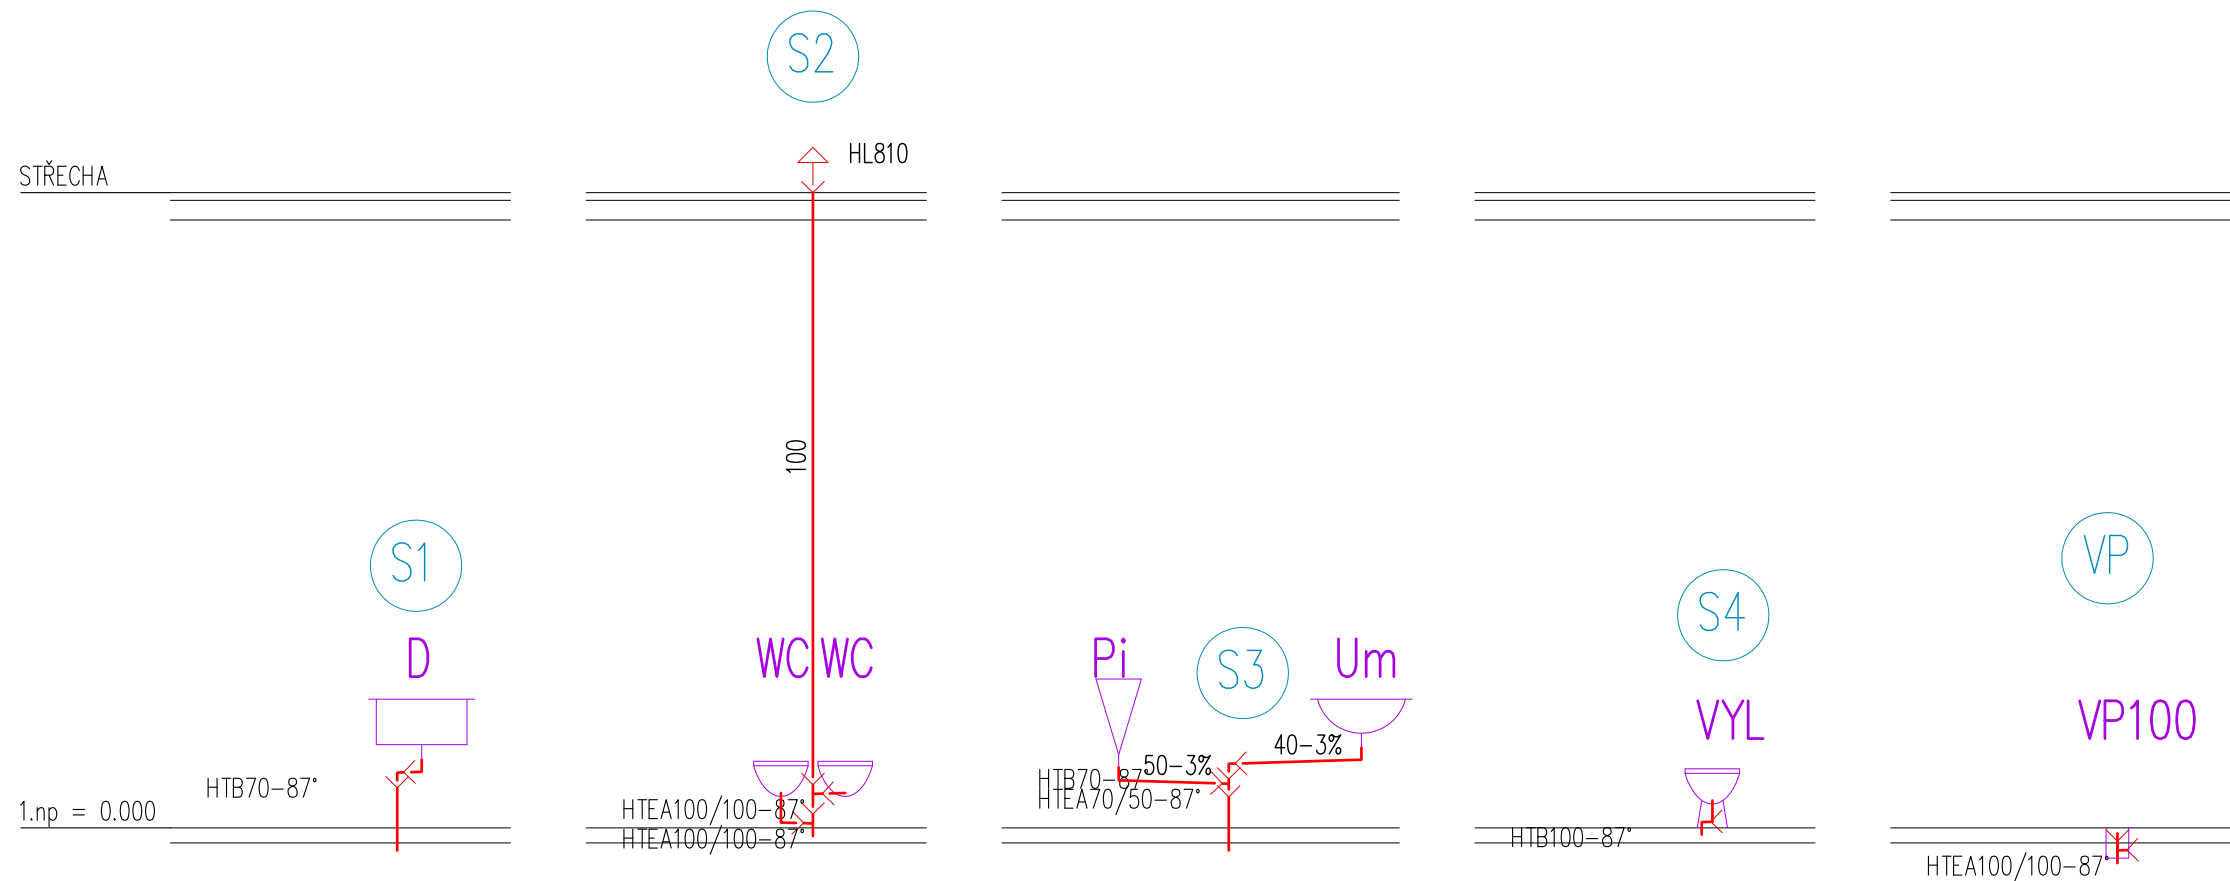 S2
HL810
STŘECHA
100
S1
VP
S4
D
WC WC
Pi
S3
Um
VYL
VP100
40-3%
50-3%
HTB70-87°
HTB70-87°
HTEA70/50-87°
1.np = 0.000
HTEA100/100-87°
HTEA100/100-87°
HTB100-87°
HTEA100/100-87°